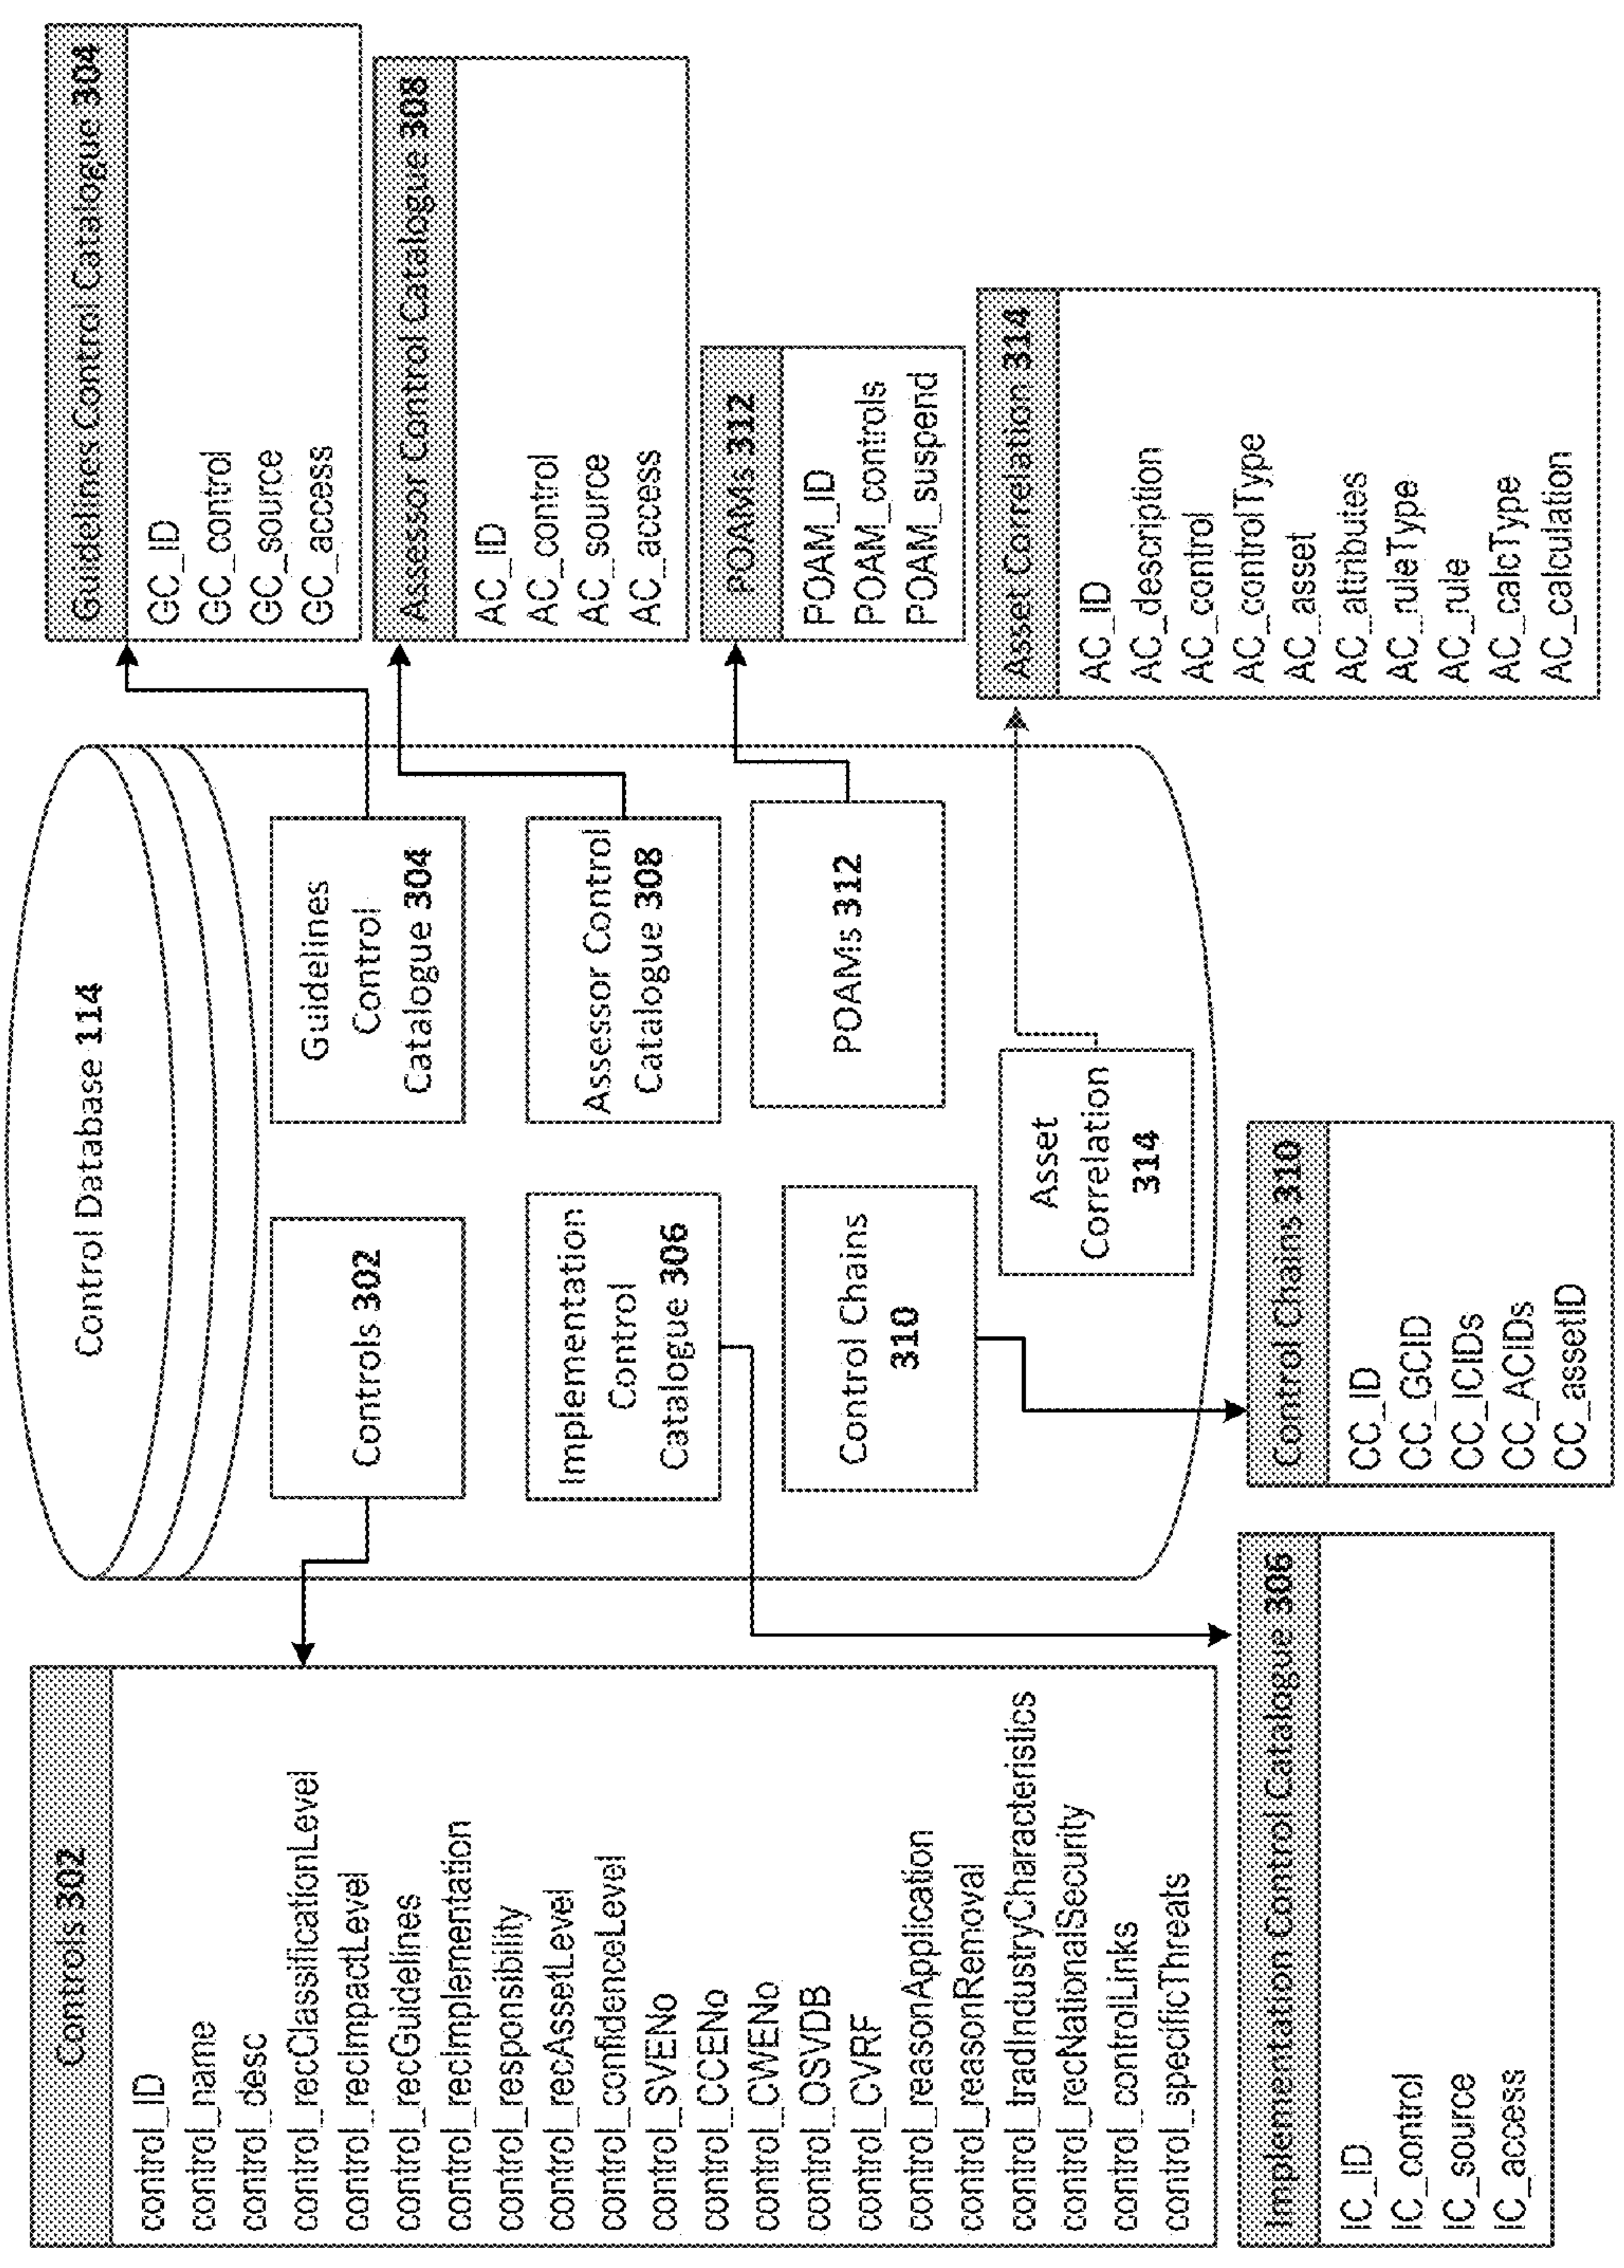 Controls 302
control_ID
control_name
control_desc
control_recClassificationLevel
control_recImpactLevel
control_recGuidelines
control_recImplementation
control_responsibility
control_recAssetLevel
control_confidenceLevel
control_SVENo
control_CCENo
control_CWENo
control_OSVDB
control_CVRF
control_reasonApplication
control_reasonRemoval
control_tradIndustryCharacteristics
control_recNationalSecurity
control_controlLinks
control_specificThreats
Implementation Control Catalogue 306
IC_ID
IC_control
IC_source
IC_access
Control Database 114
Controls 302
Guidelines
Control
Catalogue 304
Implementation
Control
Catalogue 306
Assessor Control
Catalogue 308
Control Chains
310
POAMs 312
Asset
Correlation
314
Control Chans 310
CC_ID
CC_GCID
CC_ICIDs
CC_ACIDs
CC_assetID
Guidelines Control Catalogue 304
GC_ID
GC_control
GC_source
GC_access
Assessor Control Catalogue 308
AC_ID
AC_control
AC_source
AC_access
POAMs 312
POAM_ID
POAM_controls
POAM_suspend
Asset Correlation 314
AC_ID
AC_description
AC_control
AC_controlType
AC_asset
AC_attributes
AC_ruleType
AC_rule
AC_calcType
AC_calculation